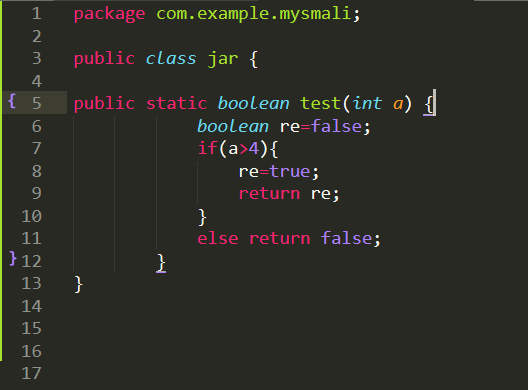 1 package com.example.mysmali;
2
3 public class jar {
4
{ 5 public static boolean test(int a) {
6 boolean re=false;
7 if(a>4){
8 re=true;
9 return re;
10 }
11 else return false;
} 12 }
13 }
14
15
16
17